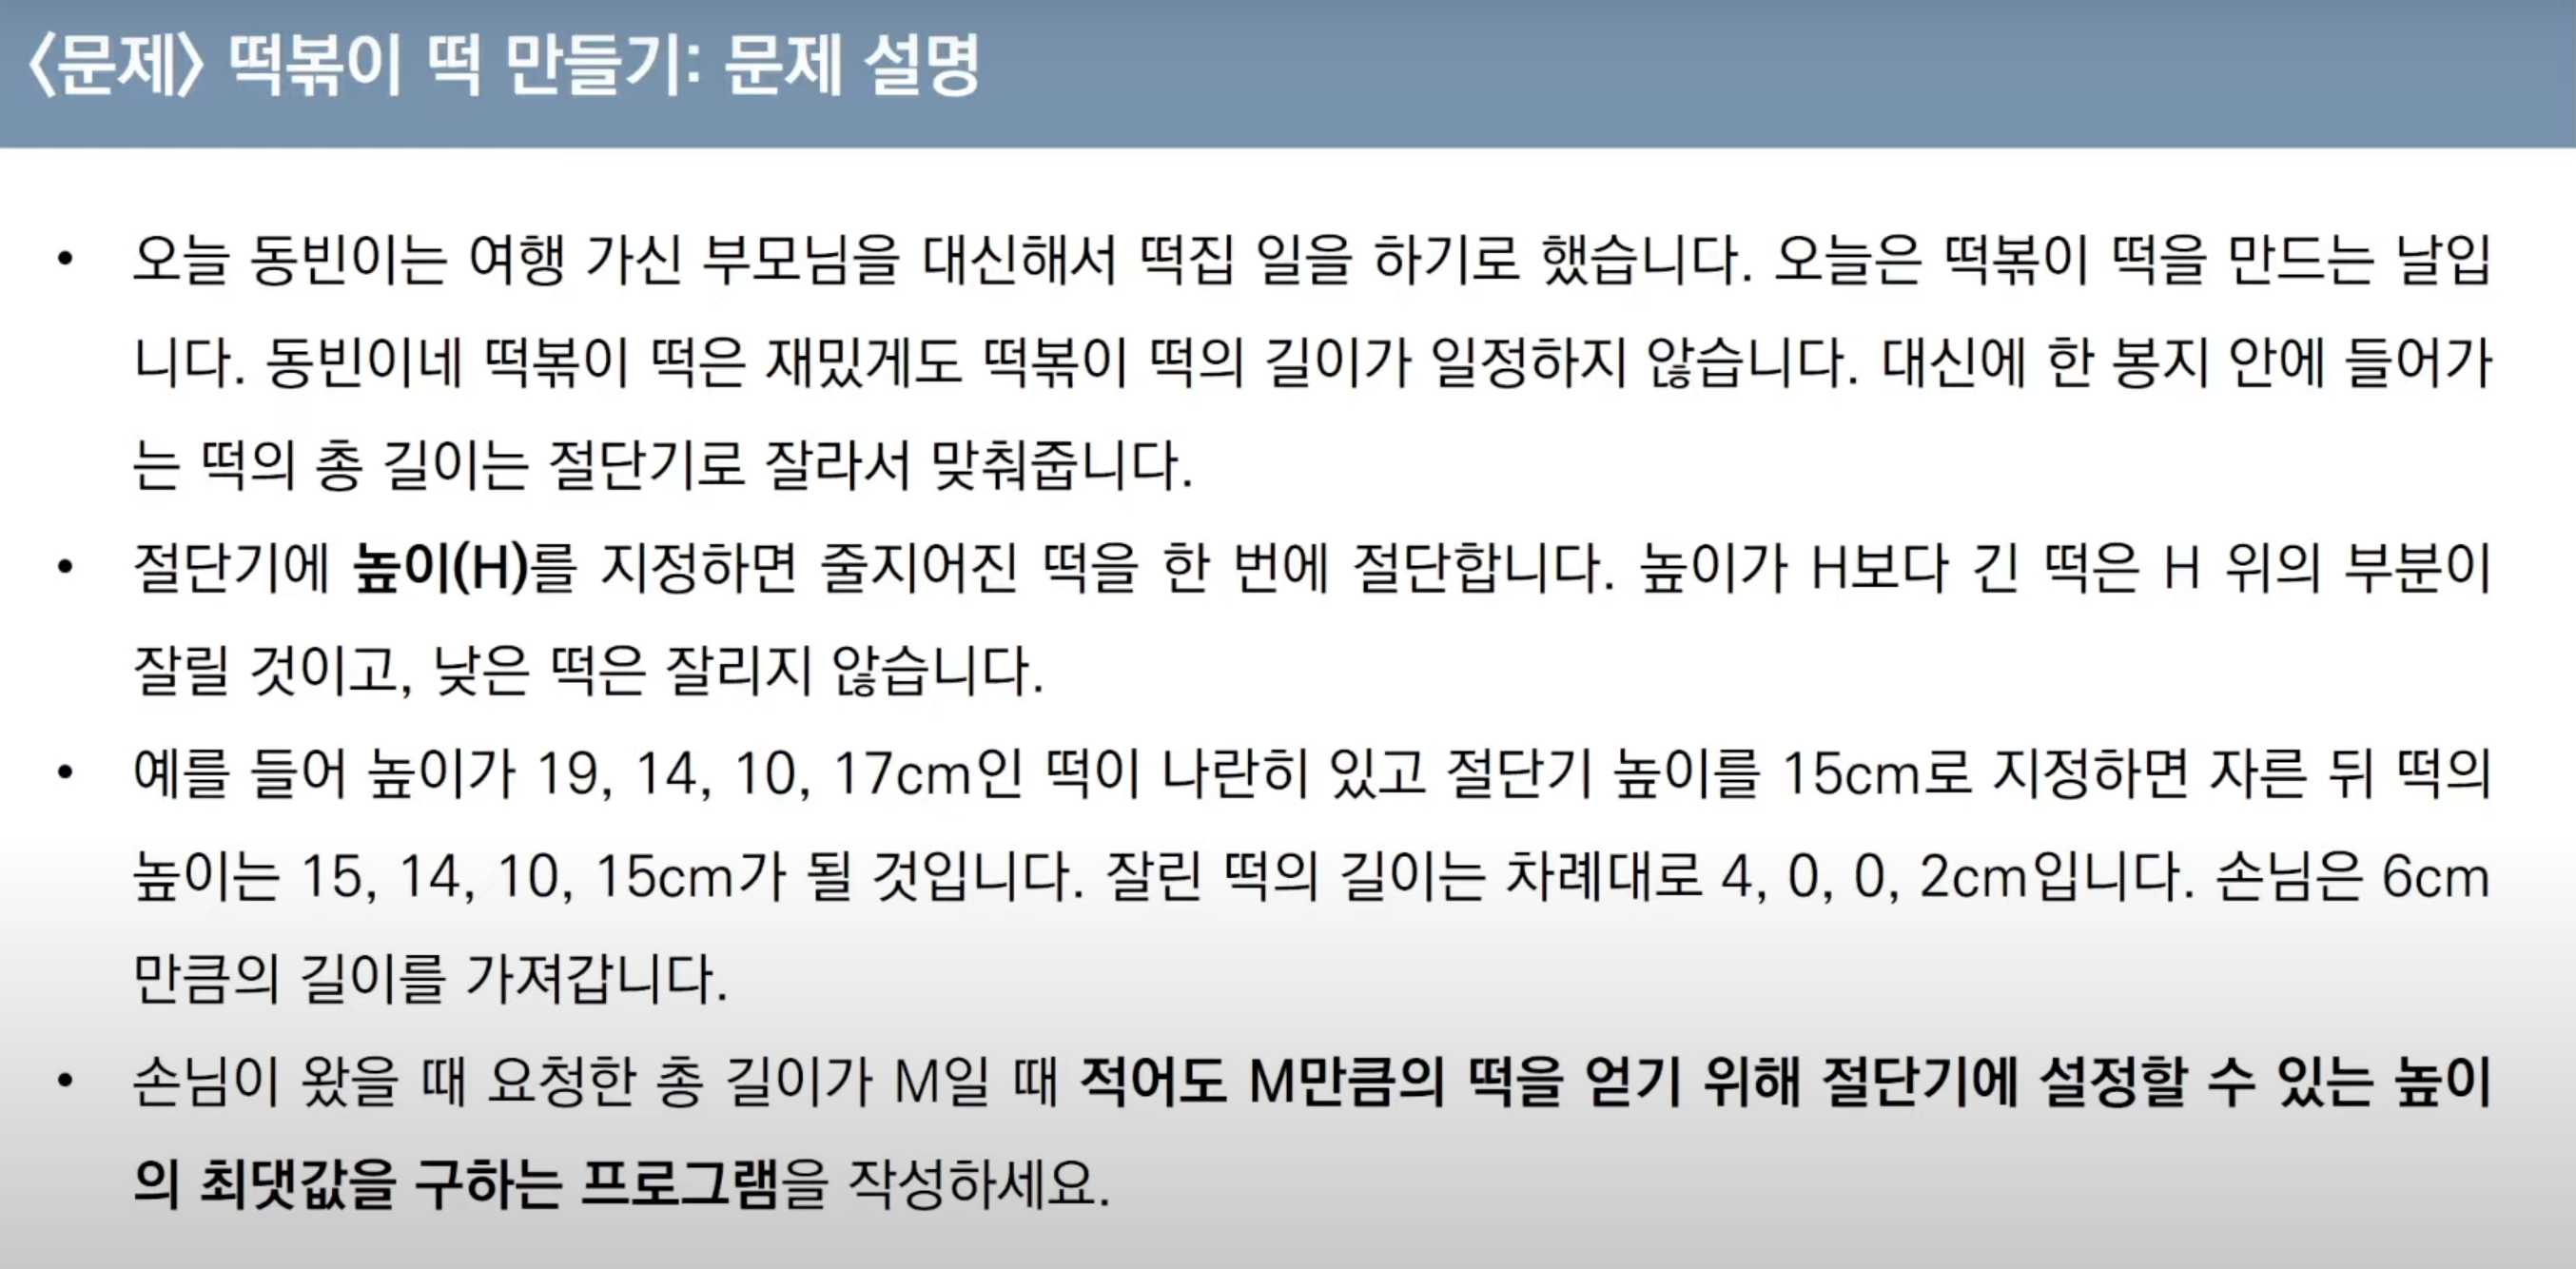 〈문제〉 떡볶이 떡 만들기: 문제 설명
• 오늘 동빈이는 여행 가신 부모님을 대신해서 떡집 일을 하기로 했습니다. 오늘은 떡볶이 떡을 만드는 날입
니다. 동빈이네 떡볶이 떡은 재밌게도 떡볶이 떡의 길이가 일정하지 않습니다. 대신에 한 봉지 안에 들어가
는 떡의 총 길이는 절단기로 잘라서 맞춰줍니다.
• 절단기에 높이(H)를 지정하면 줄지어진 떡을 한 번에 절단합니다. 높이가 H보다 긴 떡은 H 위의 부분이
잘릴 것이고, 낮은 떡은 잘리지 않습니다.
• 예를 들어 높이가 19, 14, 10, 17cm인 떡이 나란히 있고 절단기 높이를 15cm로 지정하면 자른 뒤 떡의
높이는 15, 14, 10, 15cm가 될 것입니다. 잘린 떡의 길이는 차례대로 4, 0, 0, 2cm입니다. 손님은 6cm
만큼의 길이를 가져갑니다.
• 손님이 왔을 때 요청한 총 길이가 M일 때 적어도 M만큼의 떡을 얻기 위해 절단기에 설정할 수 있는 높이
의 최댓값을 구하는 프로그램을 작성하세요.